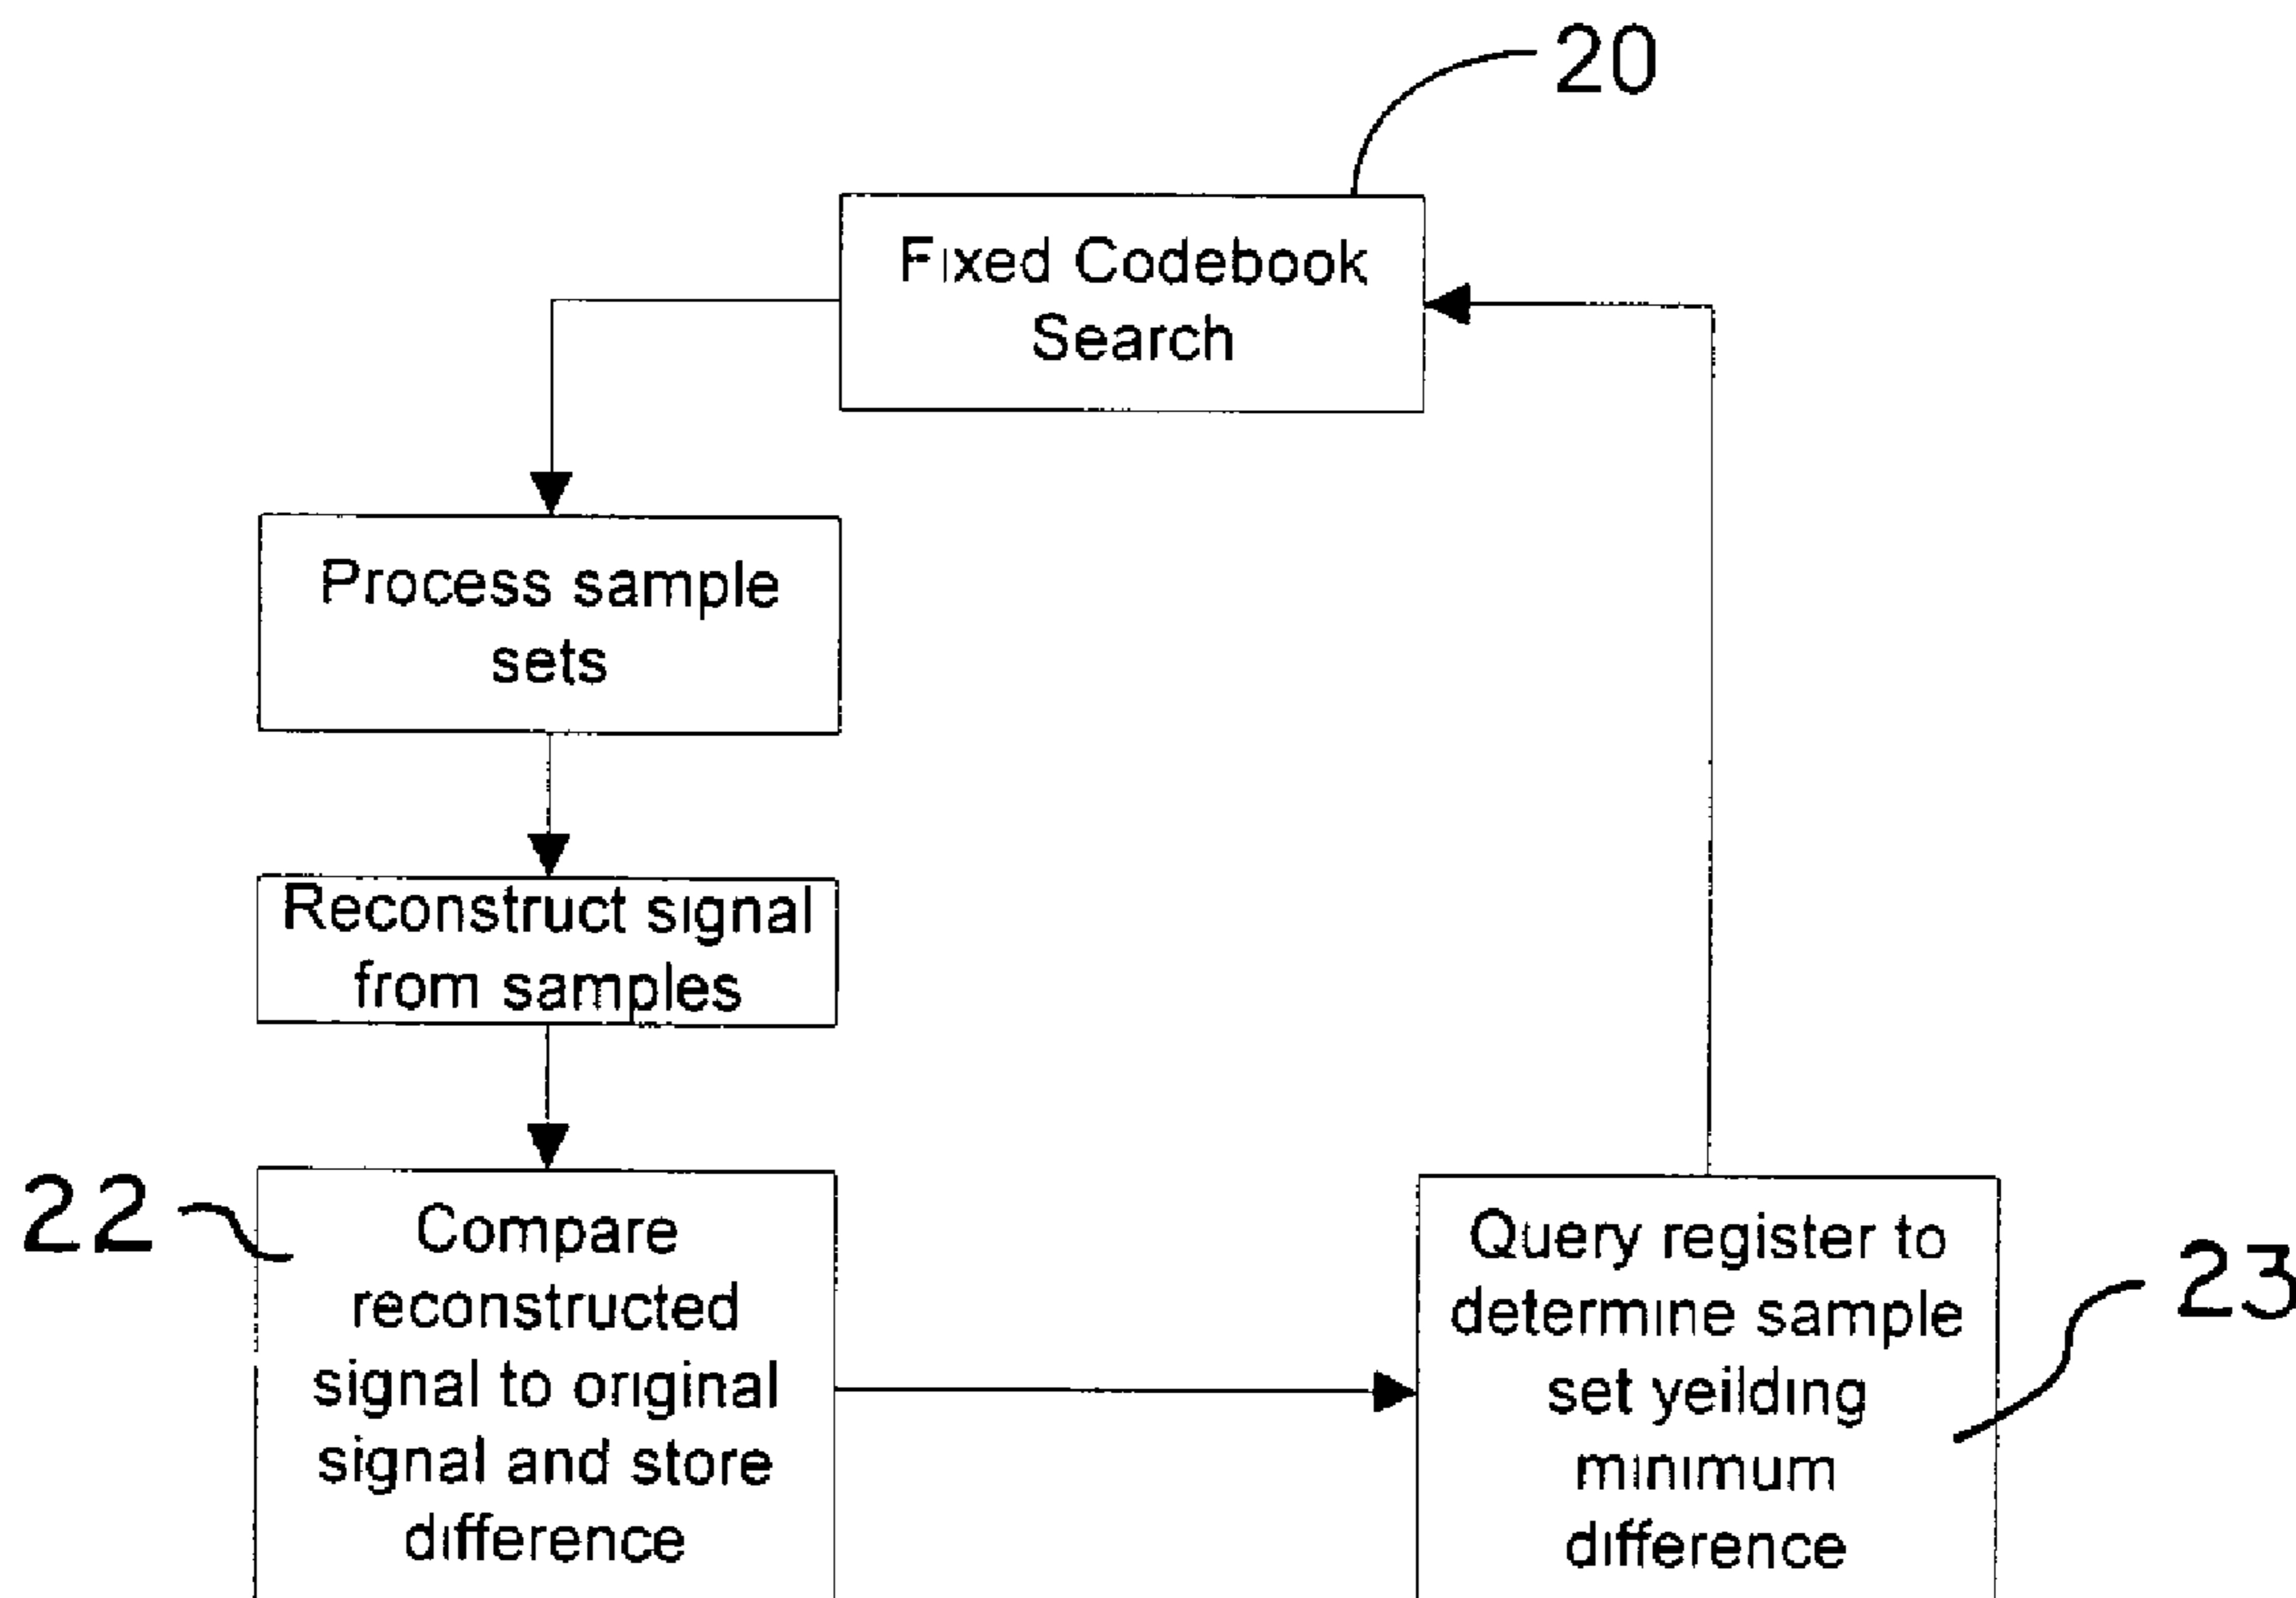 20
Fixed Codebook
Search
Process sample
sets
Reconstruct signal
from samples
22
Compare
reconstructed
signal to original
signal and store
difference
Query register to
determine sample
set yeilding
minimum
difference
23